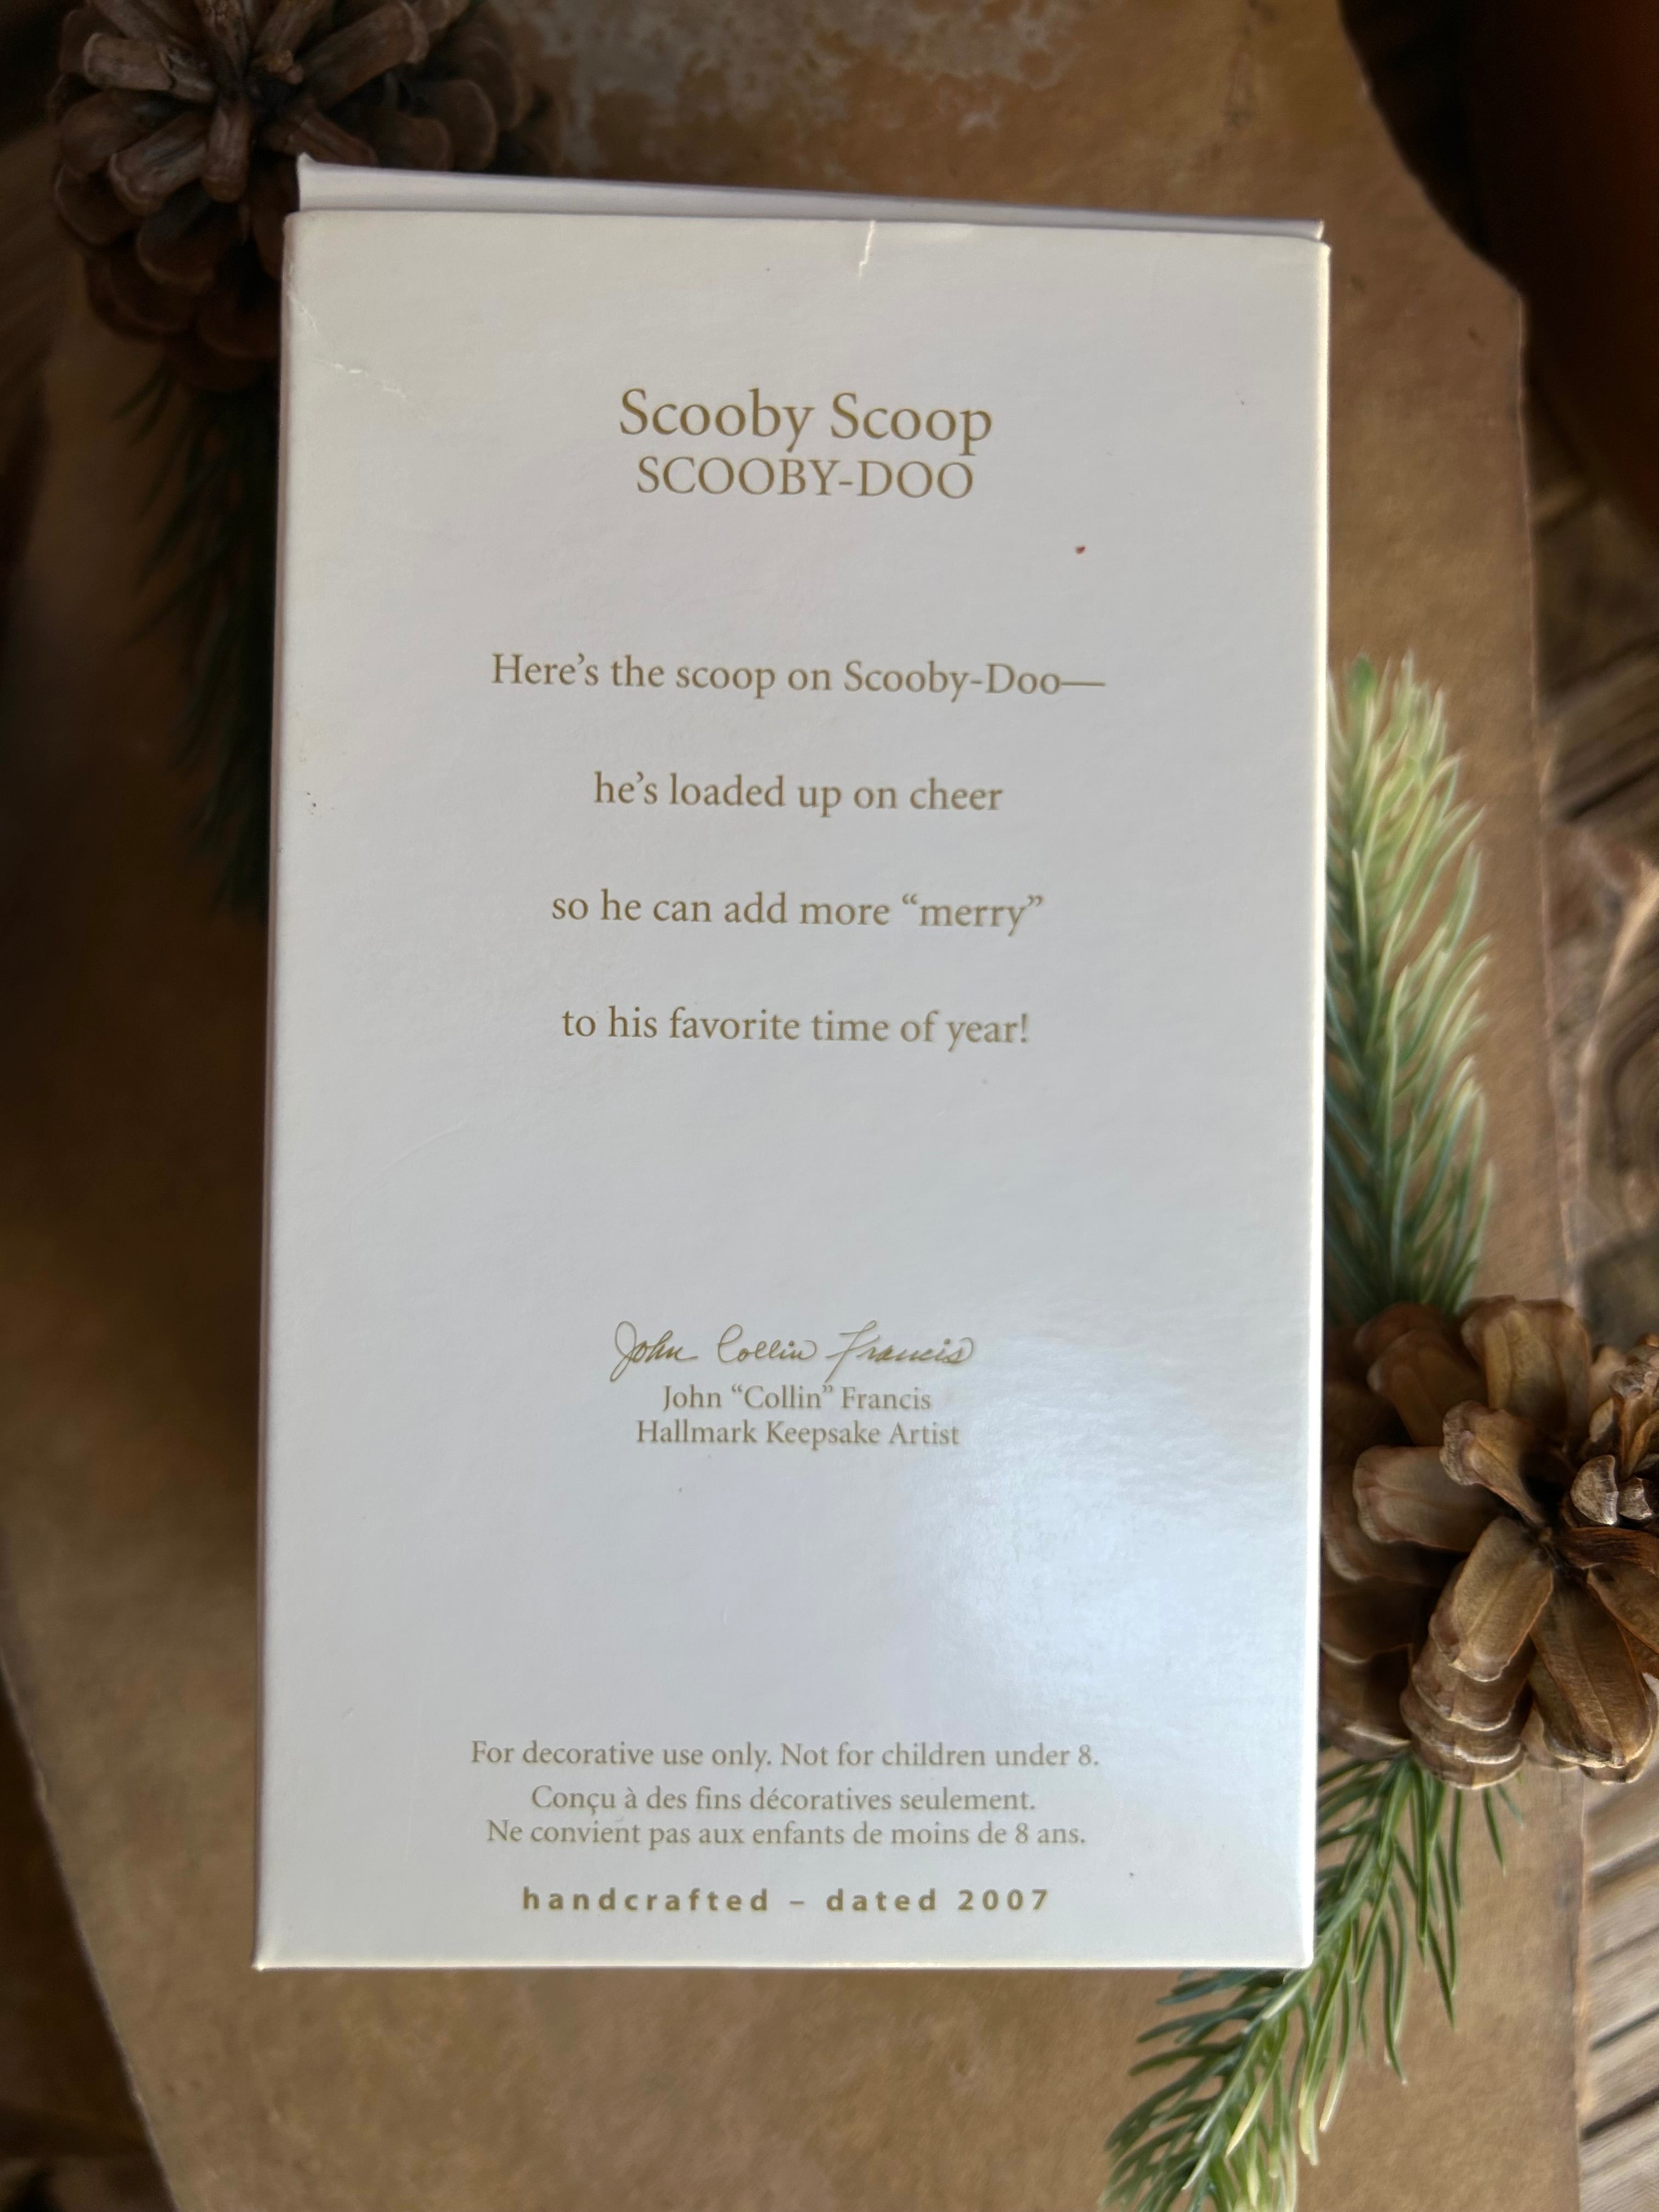 Scooby Scoop
SCOOBY-DOO
Here’s the scoop on Scooby-Doo—
he’s loaded up on cheer
so he can add more “merry”
to his favorite time of year!
John Collin Francis
John “Collin” Francis
Hallmark Keepsake Artist
For decorative use only. Not for children under 8.
Conçu à des fins décoratives seulement.
Ne convient pas aux enfants de moins de 8 ans.
handcrafted – dated 2007